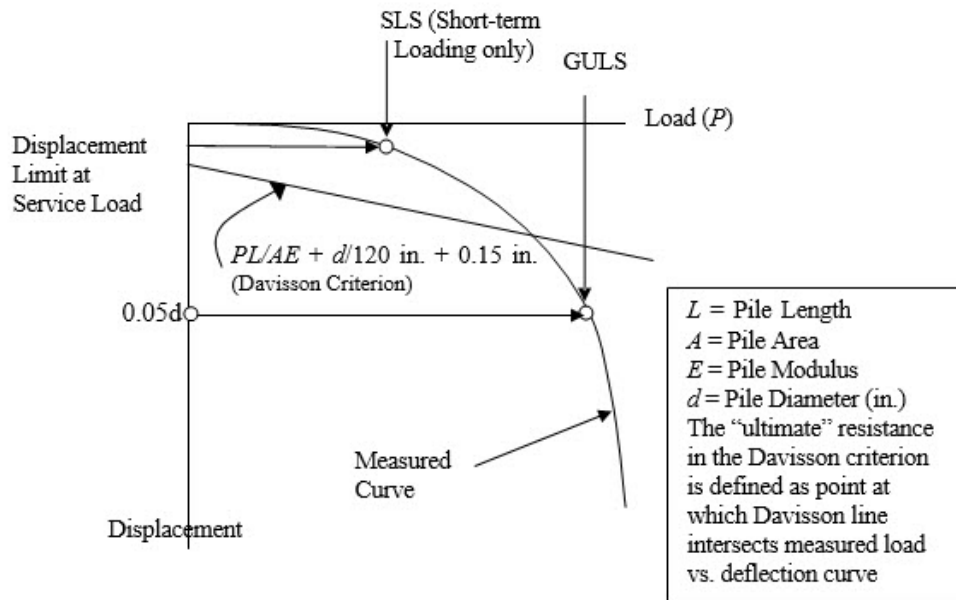 SLS (Short-term
Loading only)
GULS
Load (P)
Displacement
Limit at
Service Load
PL/AE + d/120 in. + 0.15 in.
(Davisson Criterion)
0.05d
Measured
Curve
Displacement
L = Pile Length
A = Pile Area
E = Pile Modulus
d = Pile Diameter (in.)
The “ultimate” resistance
in the Davisson criterion
is defined as point at
which Davisson line
intersects measured load
vs. deflection curve